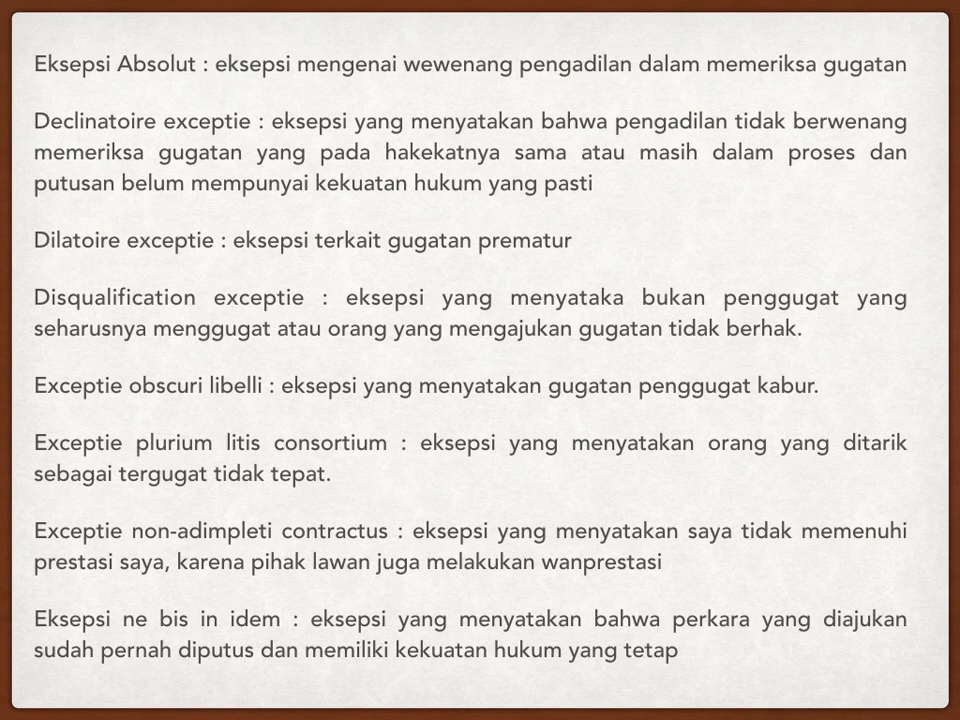 Eksepsi Absolut : eksepsi mengenai wewenang pengadilan dalam memeriksa gugatan
Declinatoire exceptie : eksepsi yang menyatakan bahwa pengadilan tidak berwenang
memeriksa gugatan yang pada hakekatnya sama atau masih dalam proses dan
putusan belum mempunyai kekuatan hukum yang pasti
Dilatoire exceptie : eksepsi terkait gugatan prematur
Disqualification exceptie : eksepsi yang menyataka bukan penggugat yang
seharusnya menggugat atau orang yang mengajukan gugatan tidak berhak.
Exceptie obscuri libelli : eksepsi yang menyatakan gugatan penggugat kabur.
Exceptie plurium litis consortium : eksepsi yang menyatakan orang yang ditarik
sebagai tergugat tidak tepat.
Exceptie non-adimpleti contractus : eksepsi yang menyatakan saya tidak memenuhi
prestasi saya, karena pihak lawan juga melakukan wanprestasi
Eksepsi ne bis in idem : eksepsi yang menyatakan bahwa perkara yang diajukan
sudah pernah diputus dan memiliki kekuatan hukum yang tetap